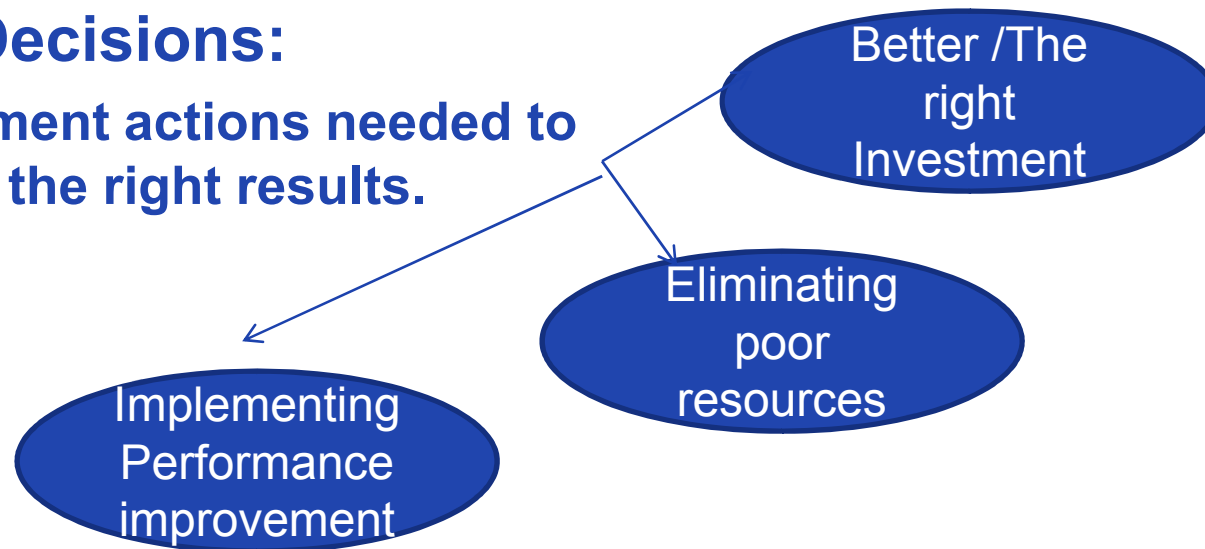 Decisions:
ment actions needed to
the right results.
Better /The
right
Investment
Eliminating
poor
resources
Implementing
Performance
improvement